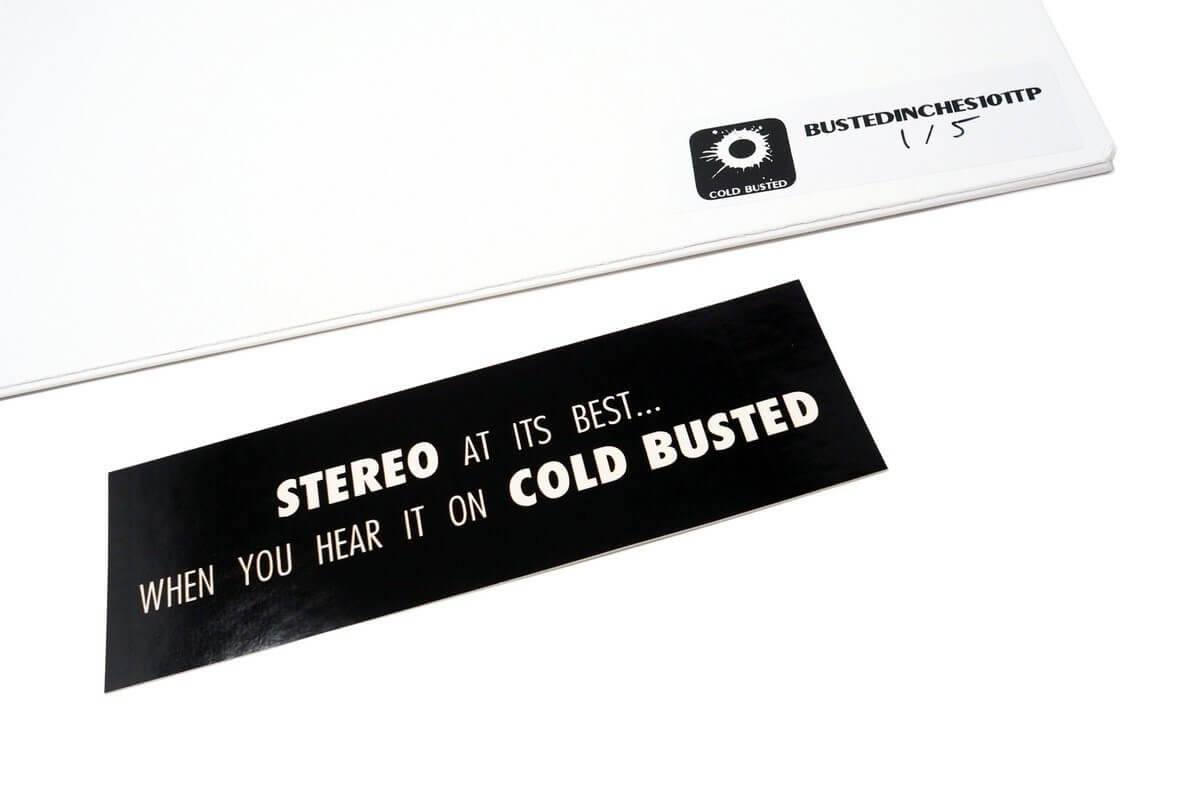 BUSTEDINCHES101TP
1/5
COLD BUSTED
STEREO AT ITS BEST...
WHEN YOU HEAR IT ON COLD BUSTED